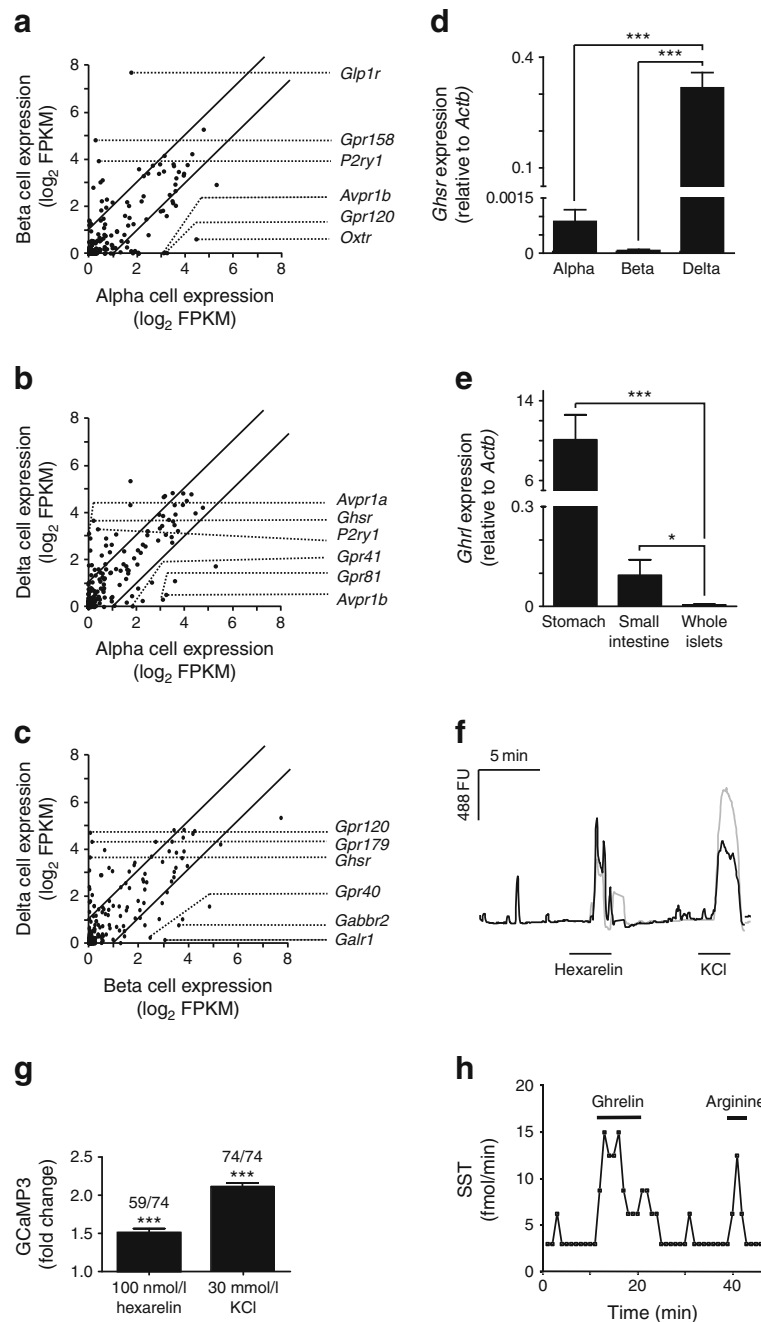 a
Beta cell expression
(log2 FPKM)
8
6
4
2
0
0 2 4 6 8
Glp1r
Gpr158
P2ry1
Avpr1b
Gpr120
Oxtr
Alpha cell expression
(log2 FPKM)
b
Delta cell expression
(log2 FPKM)
8
6
4
2
0
0 2 4 6 8
Avpr1a
Ghsr
P2ry1
Gpr41
Gpr81
Avpr1b
Alpha cell expression
(log2 FPKM)
c
Delta cell expression
(log2 FPKM)
8
6
4
2
0
0 2 4 6 8
Gpr120
Gpr179
Ghsr
Gpr40
Gabbr2
Galr1
Beta cell expression
(log2 FPKM)
d
Ghsr expression
(relative to Actb)
***
***
0.4
0.1
0.0015
0
Alpha Beta Delta
e
Ghrl expression
(relative to Actb)
***
14
6
0.3
*
0
Stomach Small intestine Whole islets
f
5 min
488 FU
Hexarelin KCl
g
GCaMP3
(fold change)
2.5
2.0
1.5
1.0
59/74
***
74/74
***
100 nmol/l
hexarelin
30 mmol/l
KCl
h
SST
(fmol/min)
20
15
10
5
0
Ghrelin Arginine
0 20 40
Time (min)